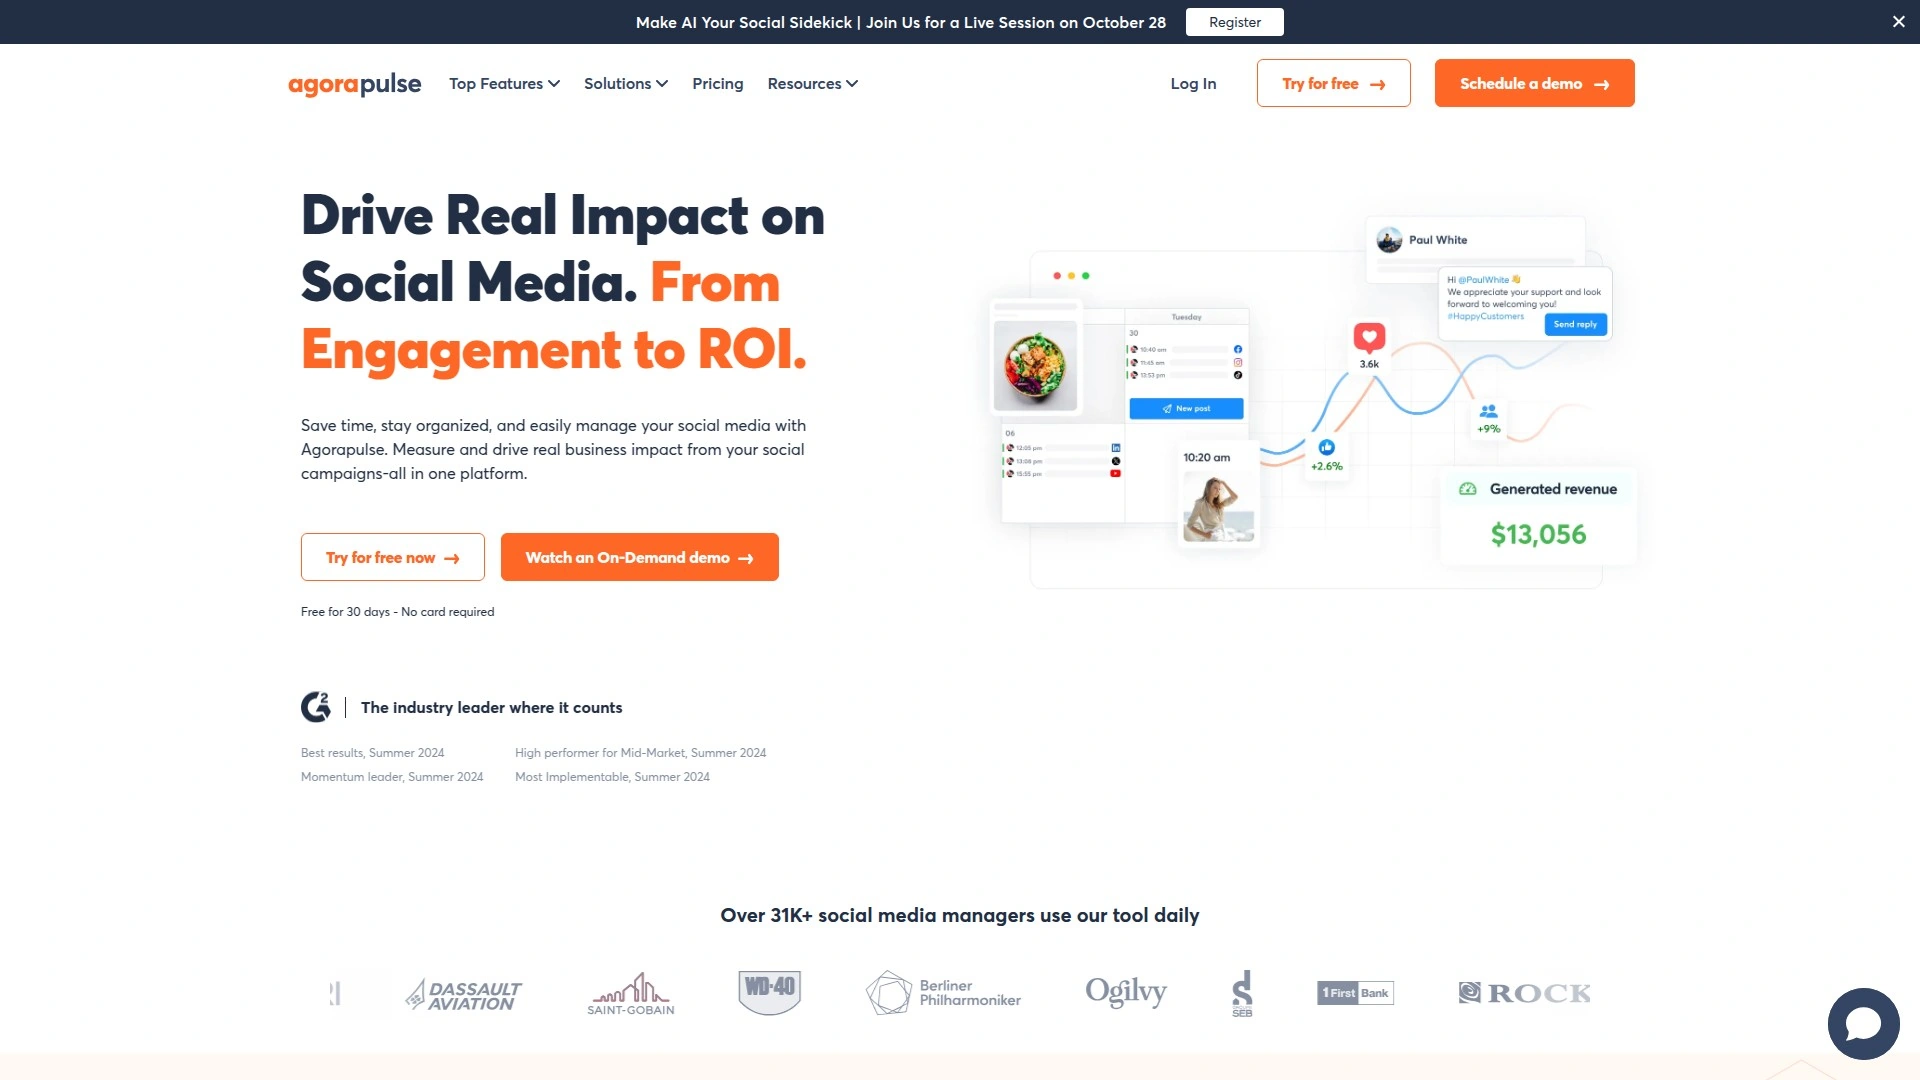 Make AI Your Social Sidekick | Join Us for a Live Session on October 28
Register
agorapulse
Top Features
Solutions
Pricing
Resources
Log In
Try for free →
Schedule a demo →
Drive Real Impact on
Social Media. From
Engagement to ROI.
Save time, stay organized, and easily manage your social media with
Agorapulse. Measure and drive real business impact from your social
campaigns-all in one platform.
Try for free now →
Watch an On-Demand demo →
Free for 30 days - No card required
Paul White
Hi @PaulWhite 👋
We appreciate your support and look
forward to welcoming you!
#HappyCustomers
Send reply
Tuesday
30
10:40 am
11:45 am
12:53 pm
New post
06
12:05 pm
13:08 pm
15:55 pm
10:20 am
3.6k
+2.6%
+9%
Generated revenue
$13,056
G2
The industry leader where it counts
Best results, Summer 2024
High performer for Mid-Market, Summer 2024
Momentum leader, Summer 2024
Most Implementable, Summer 2024
Over 31K+ social media managers use our tool daily
DASSAULT
AVIATION
SAINT-GOBAIN
WD-40
Berliner
Philharmoniker
Ogilvy
GROUPE
SEB
1 First Bank
ROCK